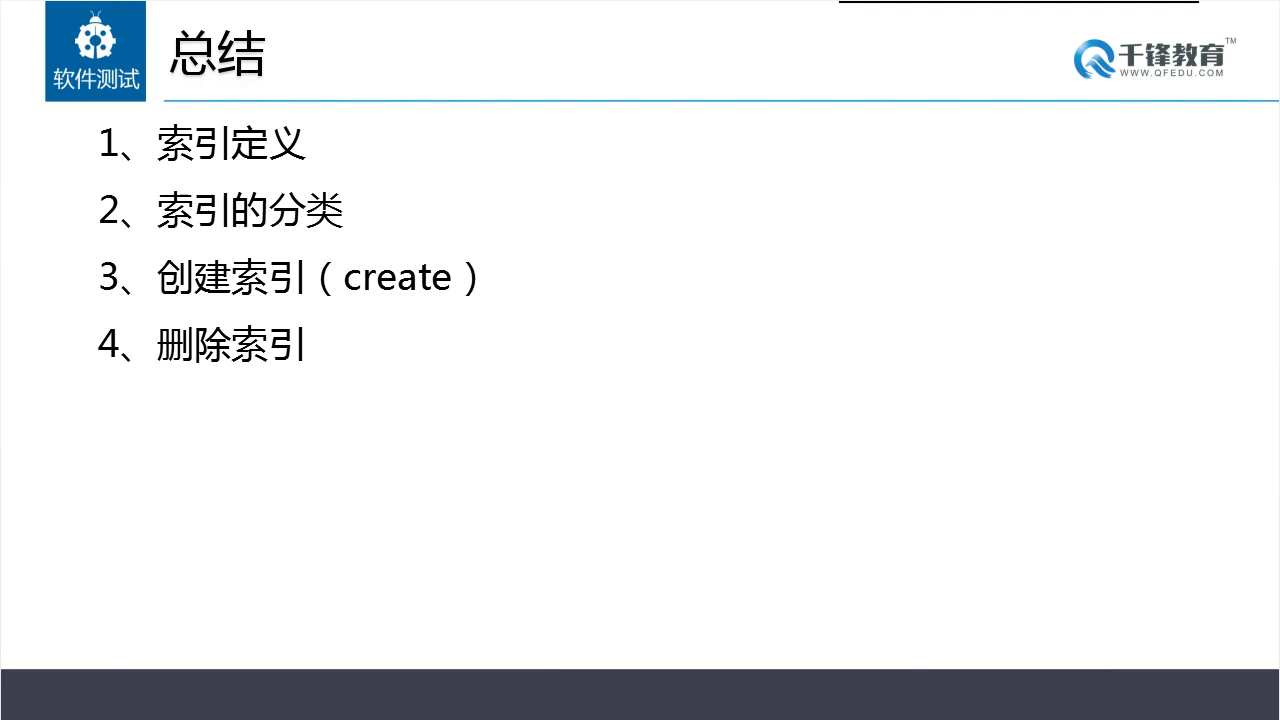 软件测试
总结
千锋教育™
WWW.QFEDU.COM
1、索引定义
2、索引的分类
3、创建索引（create）
4、删除索引